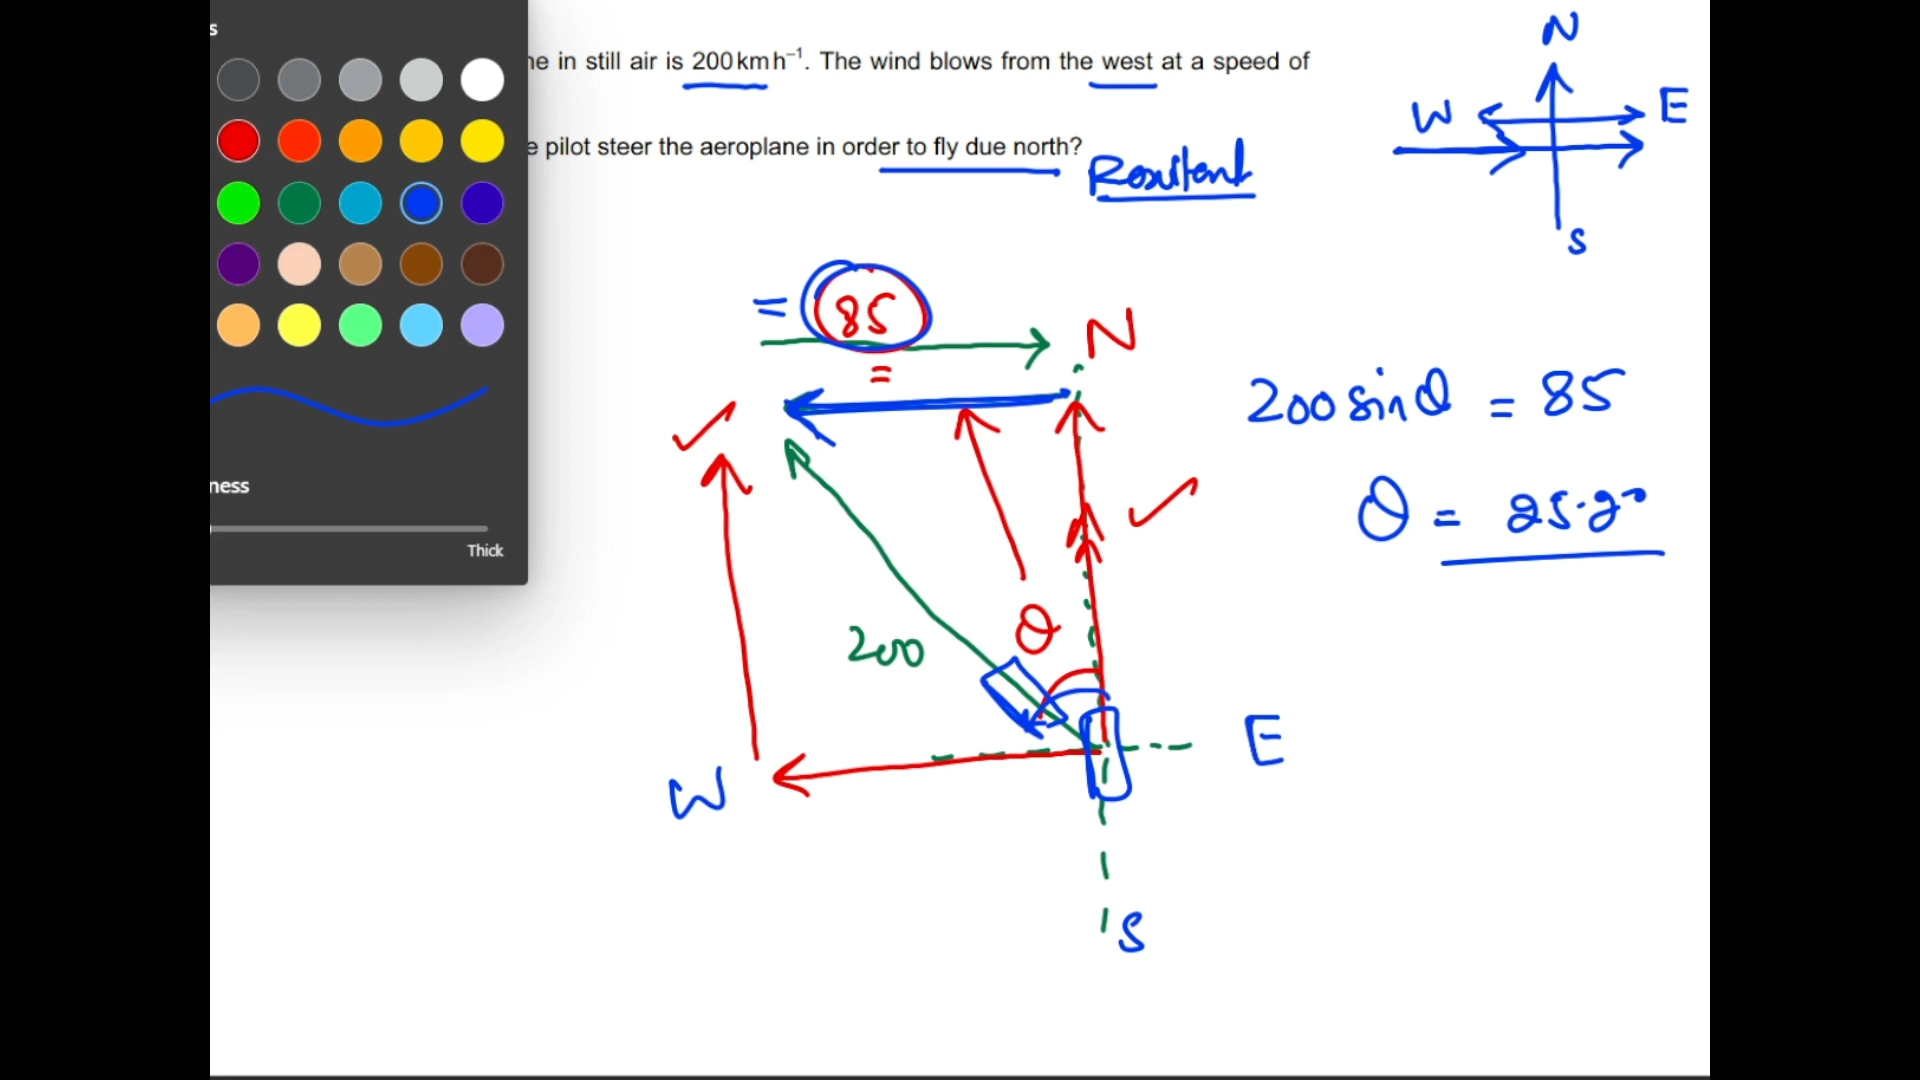 s
ne in still air is 200 km h⁻¹. The wind blows from the west at a speed of
e pilot steer the aeroplane in order to fly due north?
Resultant
N
W
E
S
= 85
=
N
200 sin θ = 85
θ = 25.2°
ness
Thick
θ
200
W
E
S